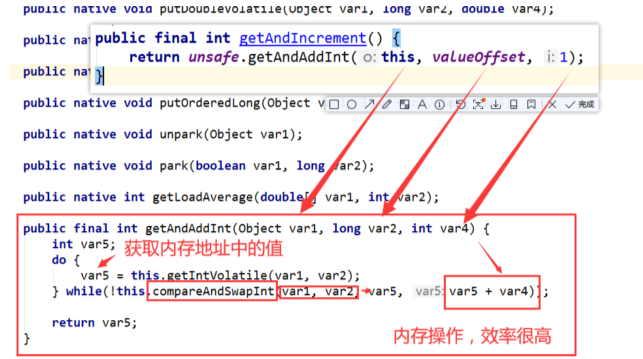 public native void putDoubleVolatile(Object var1, long var2, double var4);
public nat
public final int getAndIncrement() {
return unsafe.getAndAddInt( o: this, valueOffset, i: 1);
}
public nat
public native void putOrderedLong(Object v
完成
public native void unpark(Object var1);
public native void park(boolean var1, long var2);
public native int getLoadAverage(double[] var1, int var2);
public final int getAndAddInt(Object var1, long var2, int var4) {
int var5;
获取内存地址中的值
do {
var5 = this.getIntVolatile(var1, var2);
} while(!this.compareAndSwapInt(var1, var2, var5, var5: var5 + var4));
return var5;
内存操作，效率很高
}